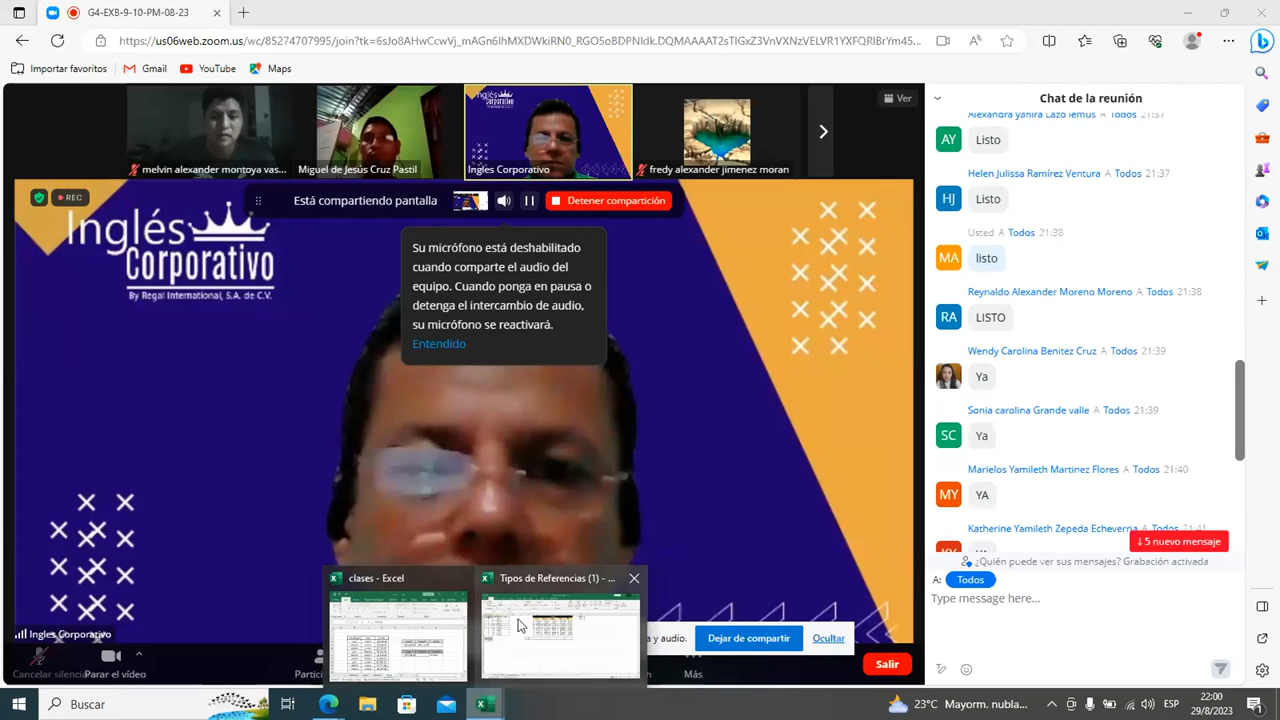 G4-EXB-9-10-PM-08-23
https://us06web.zoom.us/wc/85274707995/join?tk=6sJo8AHwCcwVj_mAGn6IhMXDWkiRN0_RGO5oBDPNIdk.DQMAAAAT2sTlGxZ3VnVXNzVELVR1YXFQRlBrYm45...
Importar favoritos
Gmail
YouTube
Maps
melvin alexander montoya vas...
Miguel de Jesús Cruz Pastil
Inglés Corporativo
Ingles Corporativo
fredy alexander jimenez moran
Ver
REC
Está compartiendo pantalla
Detener compartición
Su micrófono está deshabilitado
cuando comparte el audio del
equipo. Cuando ponga en pausa o
detenga el intercambio de audio,
su micrófono se reactivará.
Entendido
Inglés
Corporativo
By Regal International, S.A. de C.V.
Ingles Corporativo
clases - Excel
Tipos de Referencias (1) - ...
a y audio.
Dejar de compartir
Ocultar
Cancelar silenci
Parar el vídeo
Partici
Más
Salir
Chat de la reunión
Alexandra yanira Lazo lemus A Todos 21:37
AY
Listo
Helen Julissa Ramírez Ventura A Todos 21:37
HJ
Listo
Usted A Todos 21:38
MA
listo
Reynaldo Alexander Moreno Moreno A Todos 21:38
RA
LISTO
Wendy Carolina Benitez Cruz A Todos 21:39
Ya
Sonia carolina Grande valle A Todos 21:39
SC
Ya
Marielos Yamileth Martinez Flores A Todos 21:40
MY
YA
Katherine Yamileth Zepeda Echeverria A Todos 21:41
↓5 nuevo mensaje
¿Quién puede ver sus mensajes? Grabación activada
A: Todos
Type message here...
Buscar
23°C Mayorm. nubla...
ESP
22:00
29/8/2023